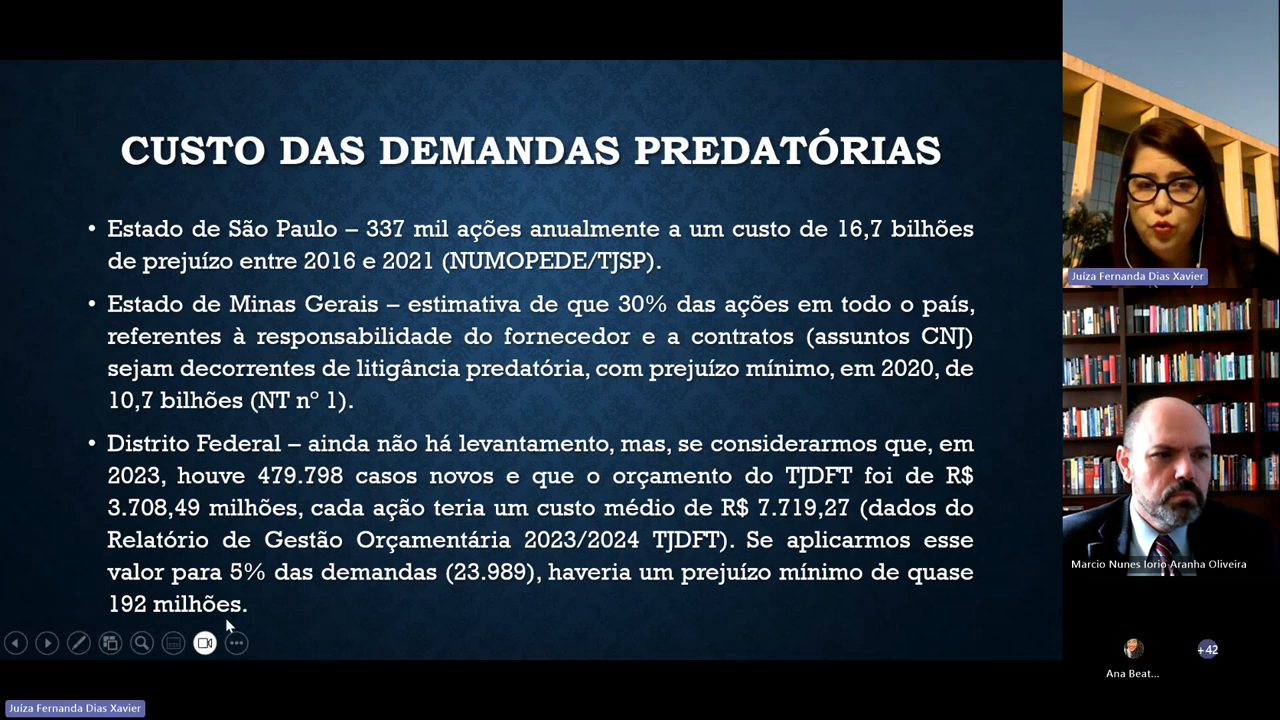 CUSTO DAS DEMANDAS PREDATÓRIAS
• Estado de São Paulo – 337 mil ações anualmente a um custo de 16,7 bilhões
de prejuízo entre 2016 e 2021 (NUMOPEDE/TJSP).
• Estado de Minas Gerais – estimativa de que 30% das ações em todo o país,
referentes à responsabilidade do fornecedor e a contratos (assuntos CNJ)
sejam decorrentes de litigância predatória, com prejuízo mínimo, em 2020, de
10,7 bilhões (NT nº 1).
• Distrito Federal – ainda não há levantamento, mas, se considerarmos que, em
2023, houve 479.798 casos novos e que o orçamento do TJDFT foi de R$
3.708,49 milhões, cada ação teria um custo médio de R$ 7.719,27 (dados do
Relatório de Gestão Orçamentária 2023/2024 TJDFT). Se aplicarmos esse
valor para 5% das demandas (23.989), haveria um prejuízo mínimo de quase
192 milhões.
Juíza Fernanda Dias Xavier
Juíza Fernanda Dias Xavier
Marcio Nunes Iorio Aranha Oliveira
Ana Beat...
+42